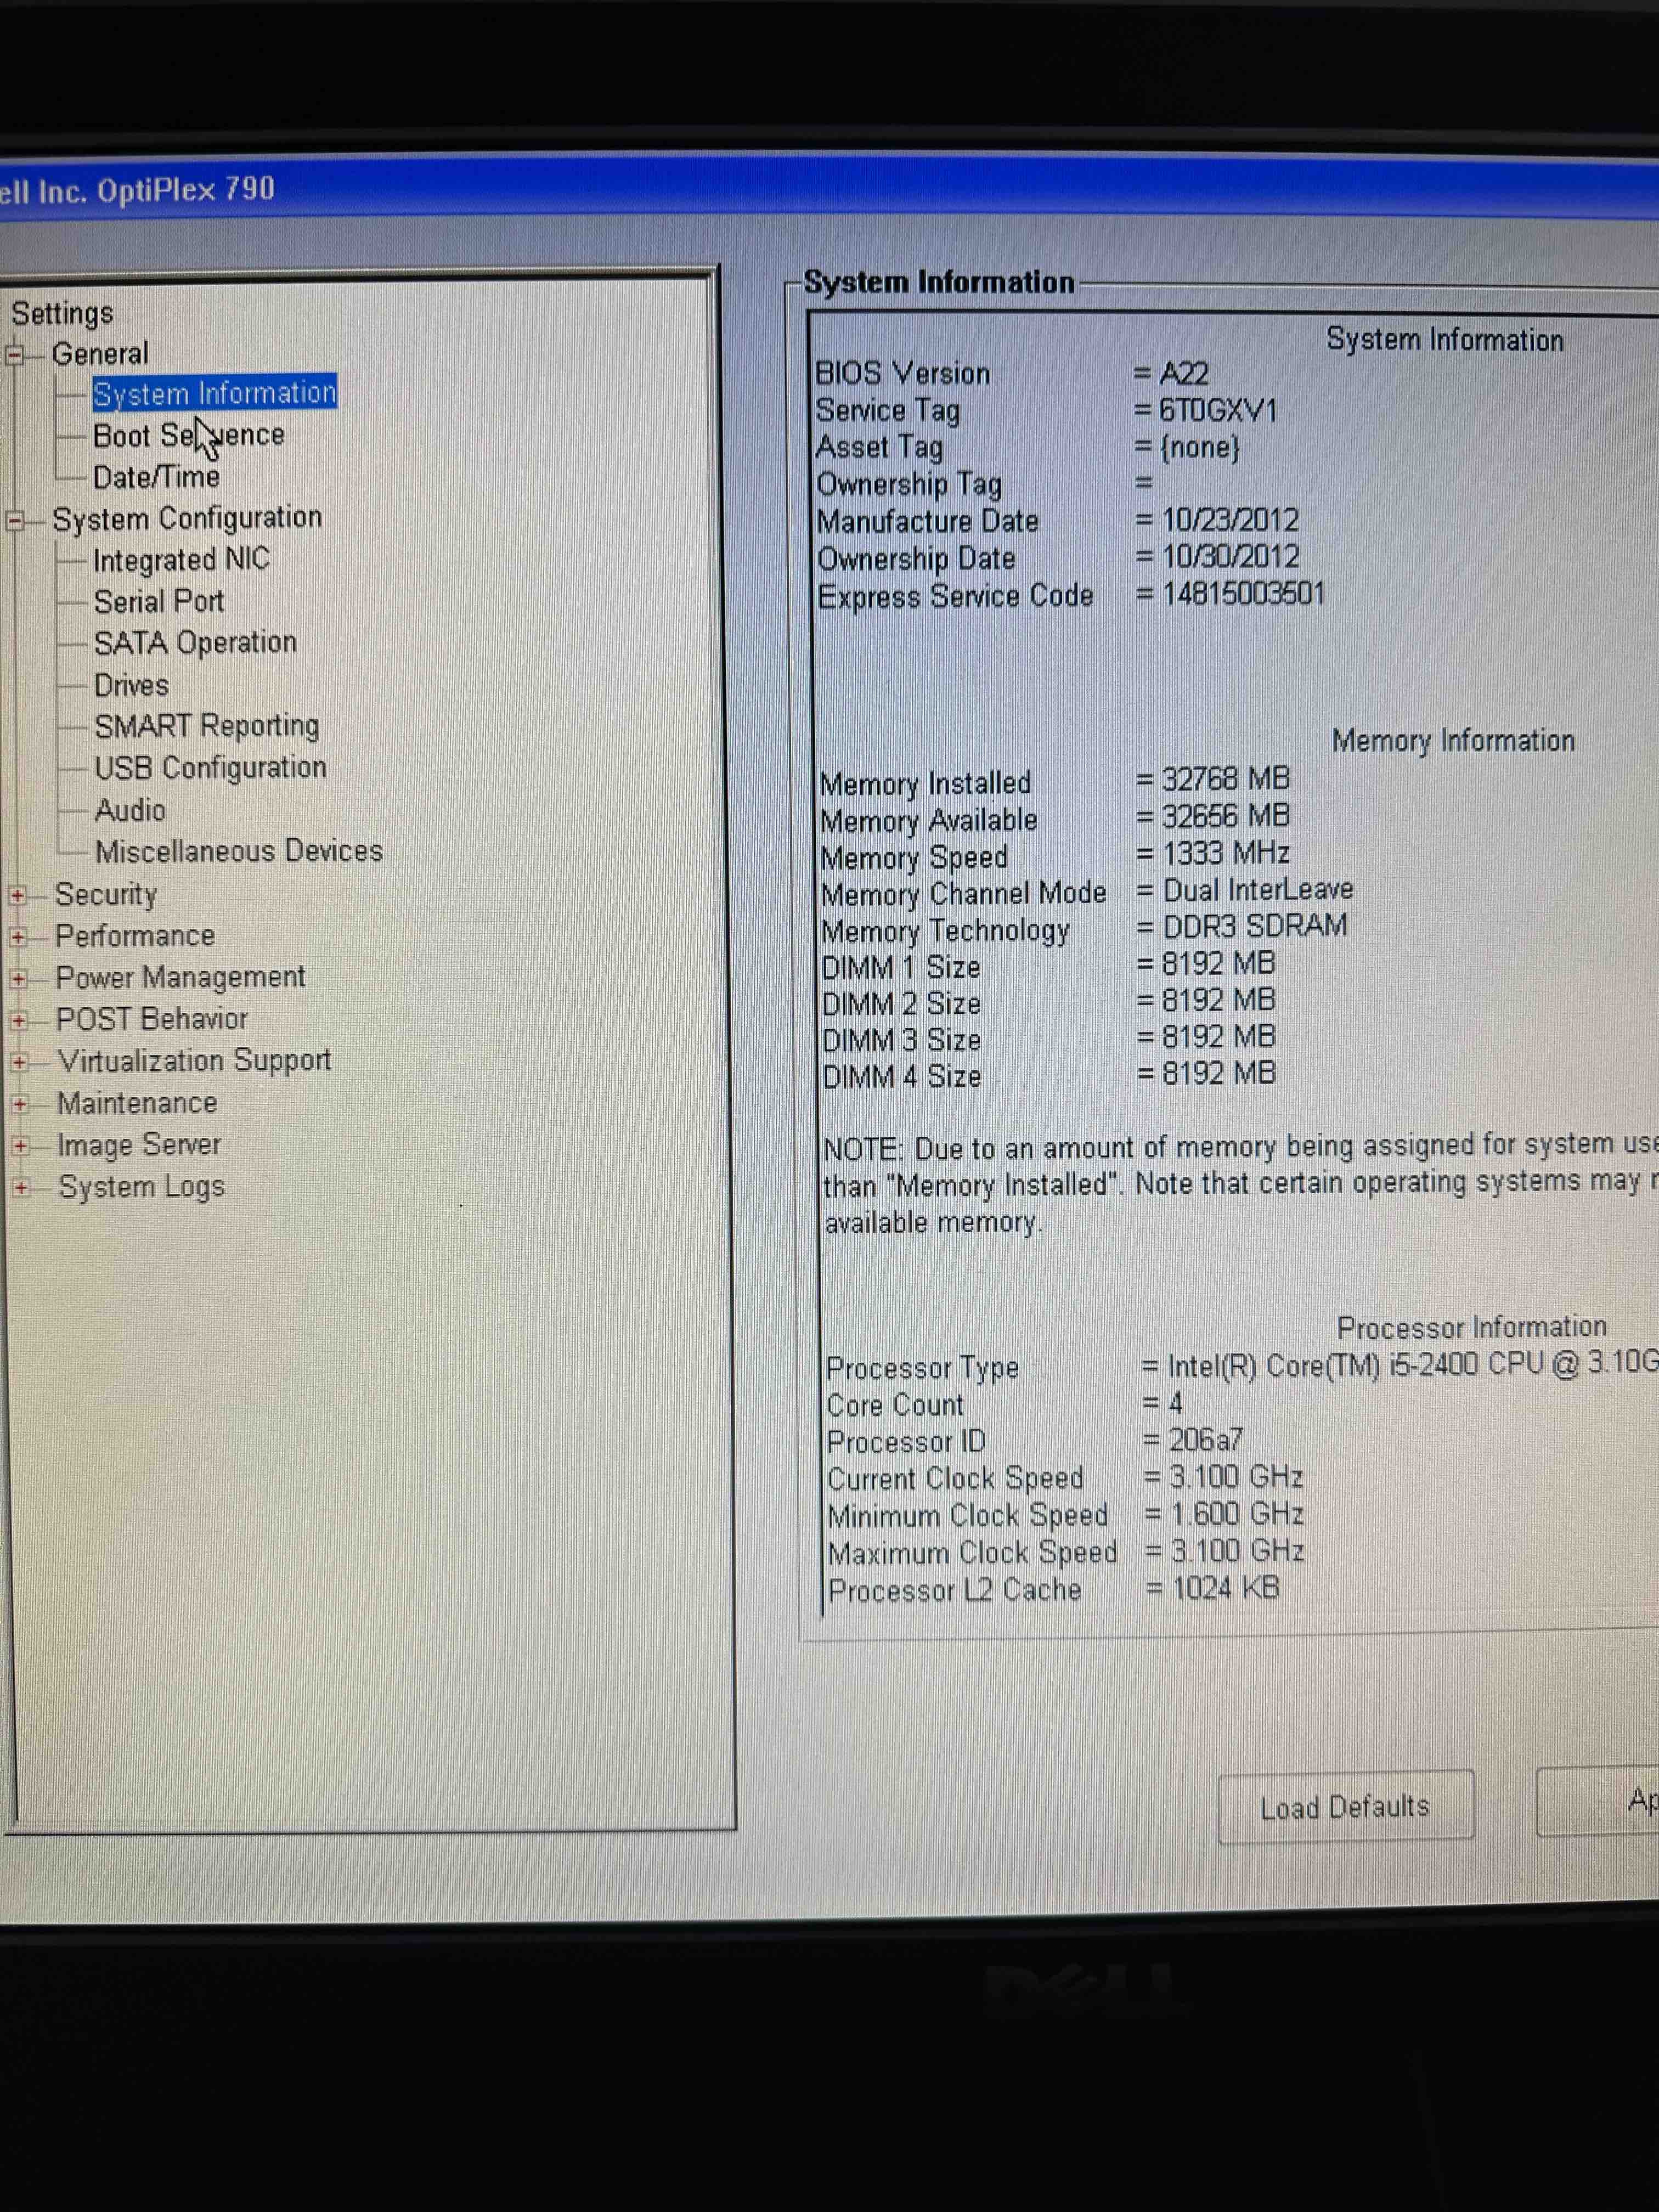 ell Inc. OptiPlex 790
Settings
General
System Information
Boot Sequence
Date/Time
System Configuration
Integrated NIC
Serial Port
SATA Operation
Drives
SMART Reporting
USB Configuration
Audio
Miscellaneous Devices
Security
Performance
Power Management
POST Behavior
Virtualization Support
Maintenance
Image Server
System Logs
System Information
System Information
BIOS Version = A22
Service Tag = 6T0GXV1
Asset Tag = {none}
Ownership Tag =
Manufacture Date = 10/23/2012
Ownership Date = 10/30/2012
Express Service Code = 14815003501
Memory Information
Memory Installed = 32768 MB
Memory Available = 32656 MB
Memory Speed = 1333 MHz
Memory Channel Mode = Dual InterLeave
Memory Technology = DDR3 SDRAM
DIMM 1 Size = 8192 MB
DIMM 2 Size = 8192 MB
DIMM 3 Size = 8192 MB
DIMM 4 Size = 8192 MB
NOTE: Due to an amount of memory being assigned for system use
than "Memory Installed". Note that certain operating systems may
available memory.
Processor Information
Processor Type = Intel(R) Core(TM) i5-2400 CPU @ 3.10G
Core Count = 4
Processor ID = 206a7
Current Clock Speed = 3.100 GHz
Minimum Clock Speed = 1.600 GHz
Maximum Clock Speed = 3.100 GHz
Processor L2 Cache = 1024 KB
Load Defaults
Ap
DELL